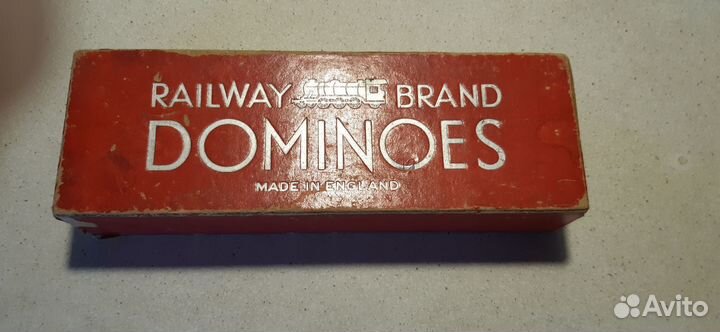 RAILWAY BRAND
DOMINOES
MADE IN ENGLAND
Avito